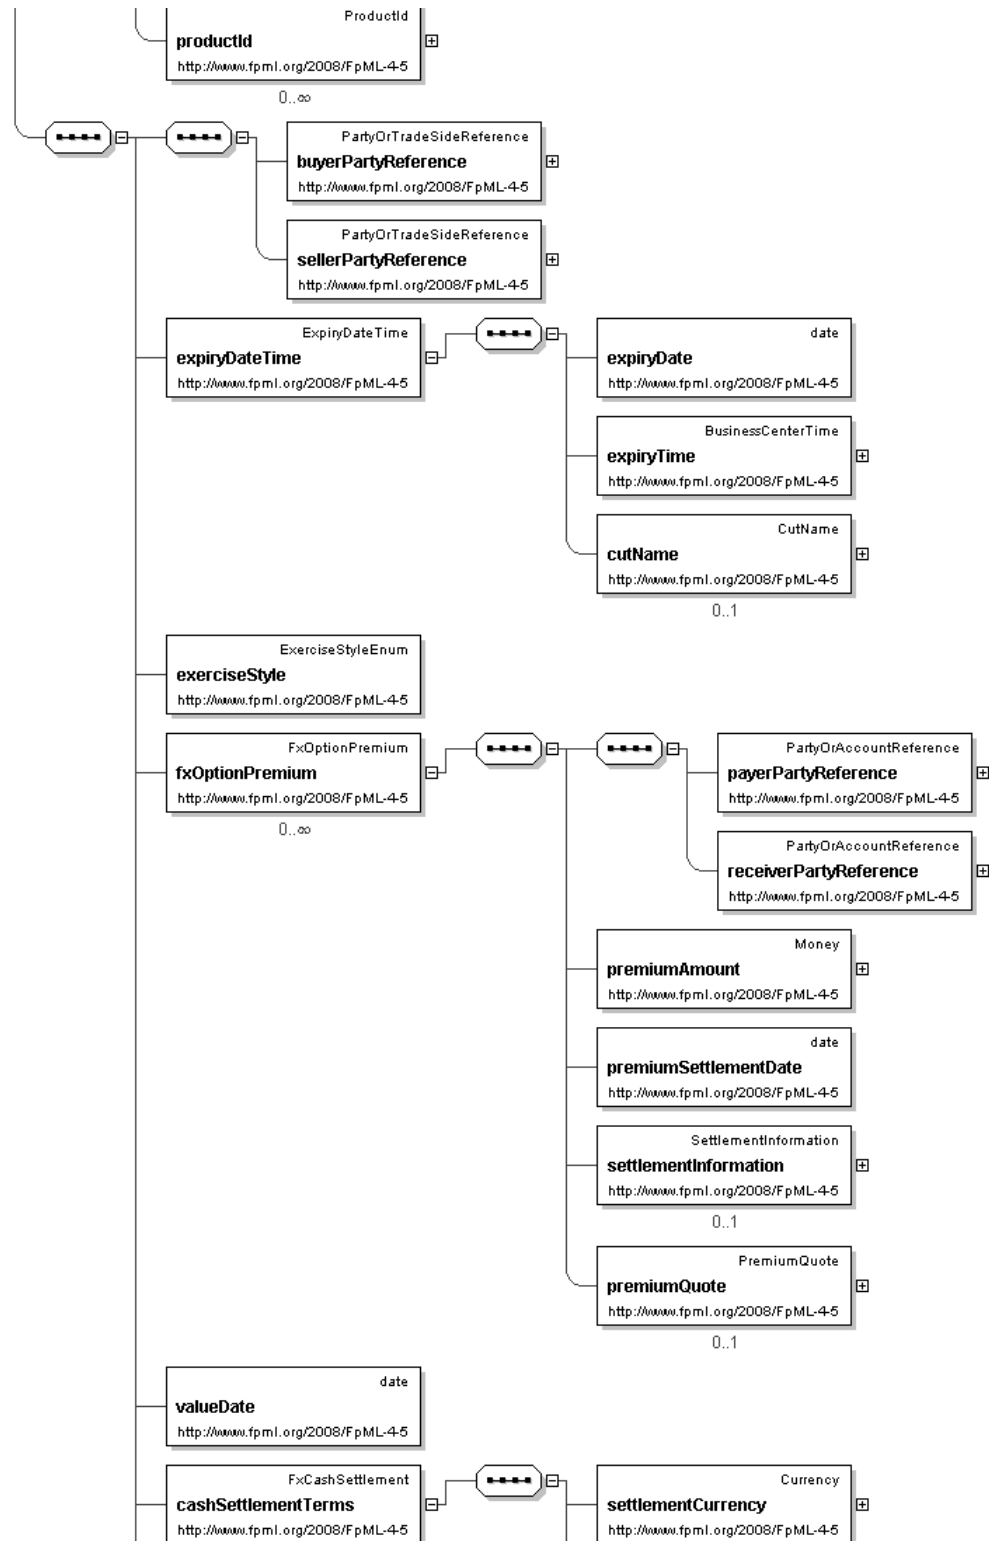 ProductId
productId
http://www.fpml.org/2008/FpML-4-5
0..∞
PartyOrTradeSideReference
buyerPartyReference
http://www.fpml.org/2008/FpML-4-5
PartyOrTradeSideReference
sellerPartyReference
http://www.fpml.org/2008/FpML-4-5
ExpiryDateTime
expiryDateTime
http://www.fpml.org/2008/FpML-4-5
date
expiryDate
http://www.fpml.org/2008/FpML-4-5
BusinessCenterTime
expiryTime
http://www.fpml.org/2008/FpML-4-5
CutName
cutName
http://www.fpml.org/2008/FpML-4-5
0..1
ExerciseStyleEnum
exerciseStyle
http://www.fpml.org/2008/FpML-4-5
FxOptionPremium
fxOptionPremium
http://www.fpml.org/2008/FpML-4-5
0..∞
PartyOrAccountReference
payerPartyReference
http://www.fpml.org/2008/FpML-4-5
PartyOrAccountReference
receiverPartyReference
http://www.fpml.org/2008/FpML-4-5
Money
premiumAmount
http://www.fpml.org/2008/FpML-4-5
date
premiumSettlementDate
http://www.fpml.org/2008/FpML-4-5
SettlementInformation
settlementInformation
http://www.fpml.org/2008/FpML-4-5
0..1
PremiumQuote
premiumQuote
http://www.fpml.org/2008/FpML-4-5
0..1
date
valueDate
http://www.fpml.org/2008/FpML-4-5
FxCashSettlement
cashSettlementTerms
http://www.fpml.org/2008/FpML-4-5
Currency
settlementCurrency
http://www.fpml.org/2008/FpML-4-5